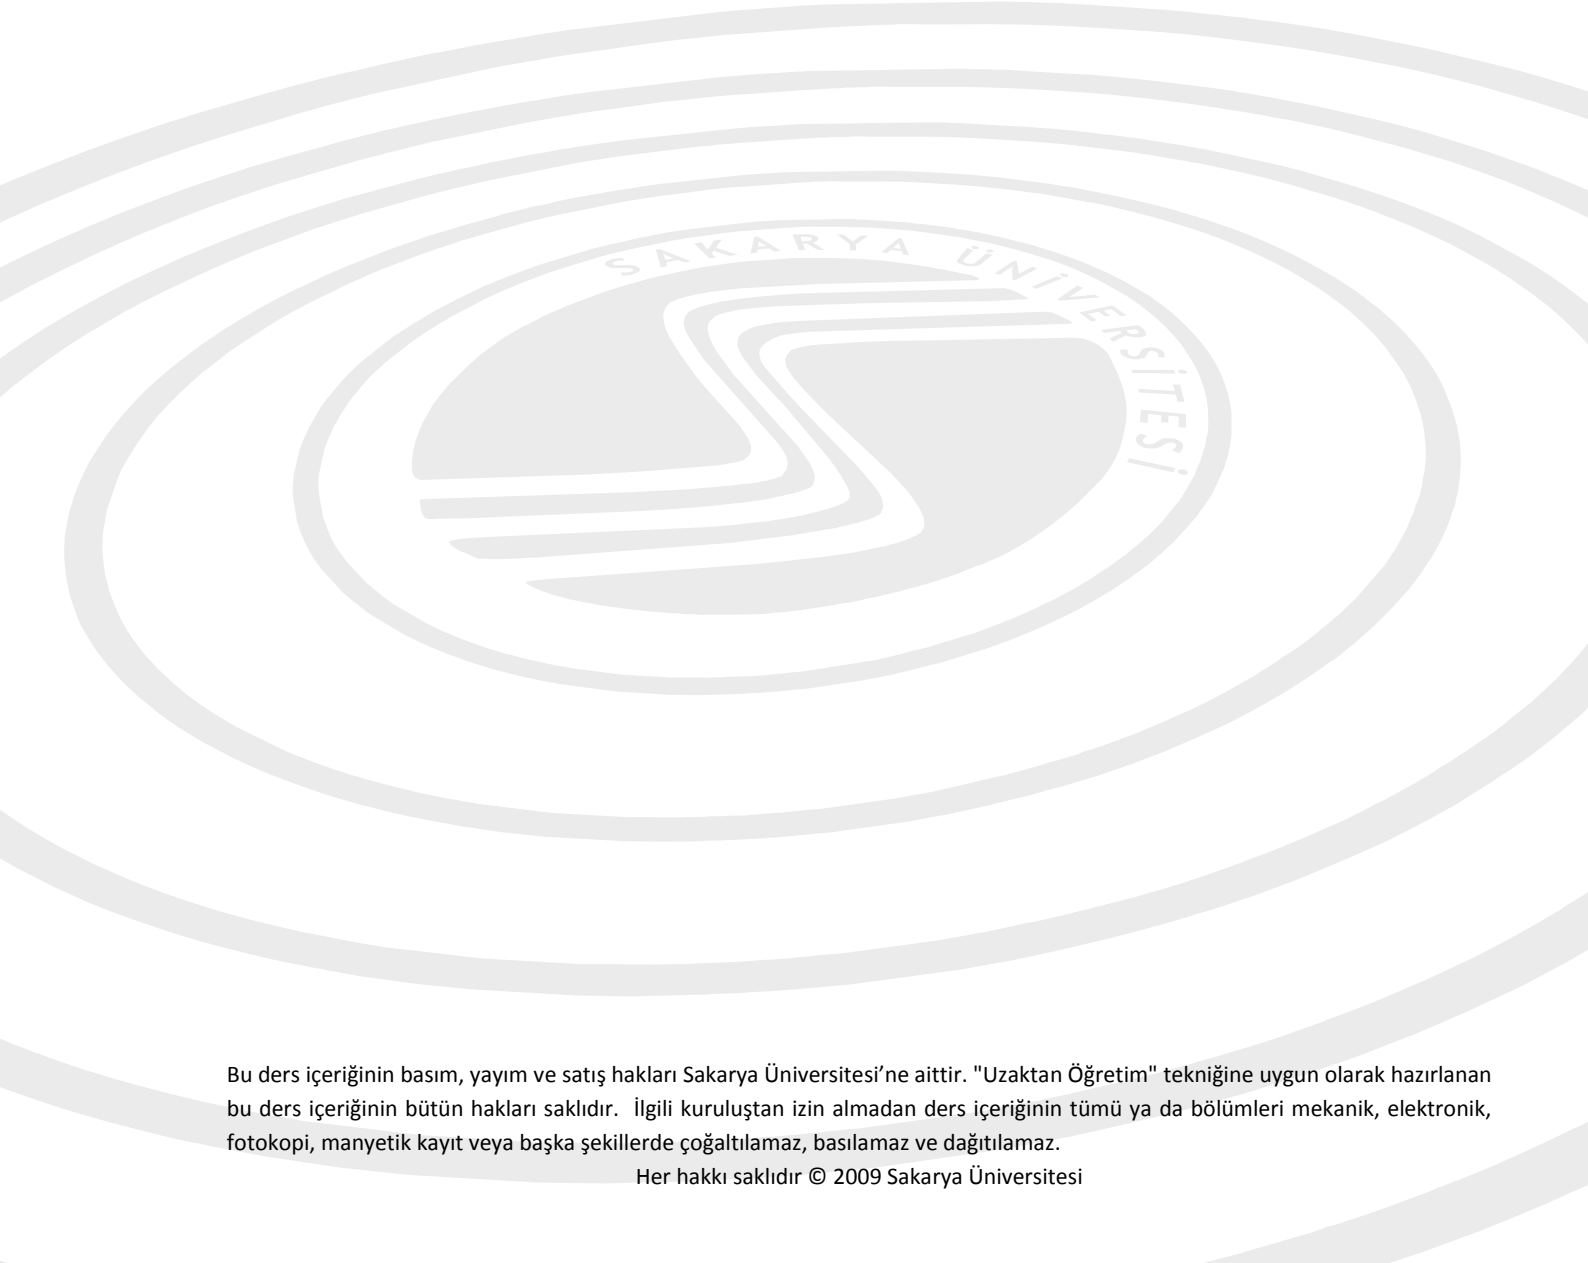 SAKARYA ÜNİVERSİTESİ
Bu ders içeriğinin basım, yayım ve satış hakları Sakarya Üniversitesi’ne aittir. "Uzaktan Öğretim" tekniğine uygun olarak hazırlanan
bu ders içeriğinin bütün hakları saklıdır.  İlgili kuruluştan izin almadan ders içeriğinin tümü ya da bölümleri mekanik, elektronik,
fotokopi, manyetik kayıt veya başka şekillerde çoğaltılamaz, basılamaz ve dağıtılamaz.
Her hakkı saklıdır © 2009 Sakarya Üniversitesi